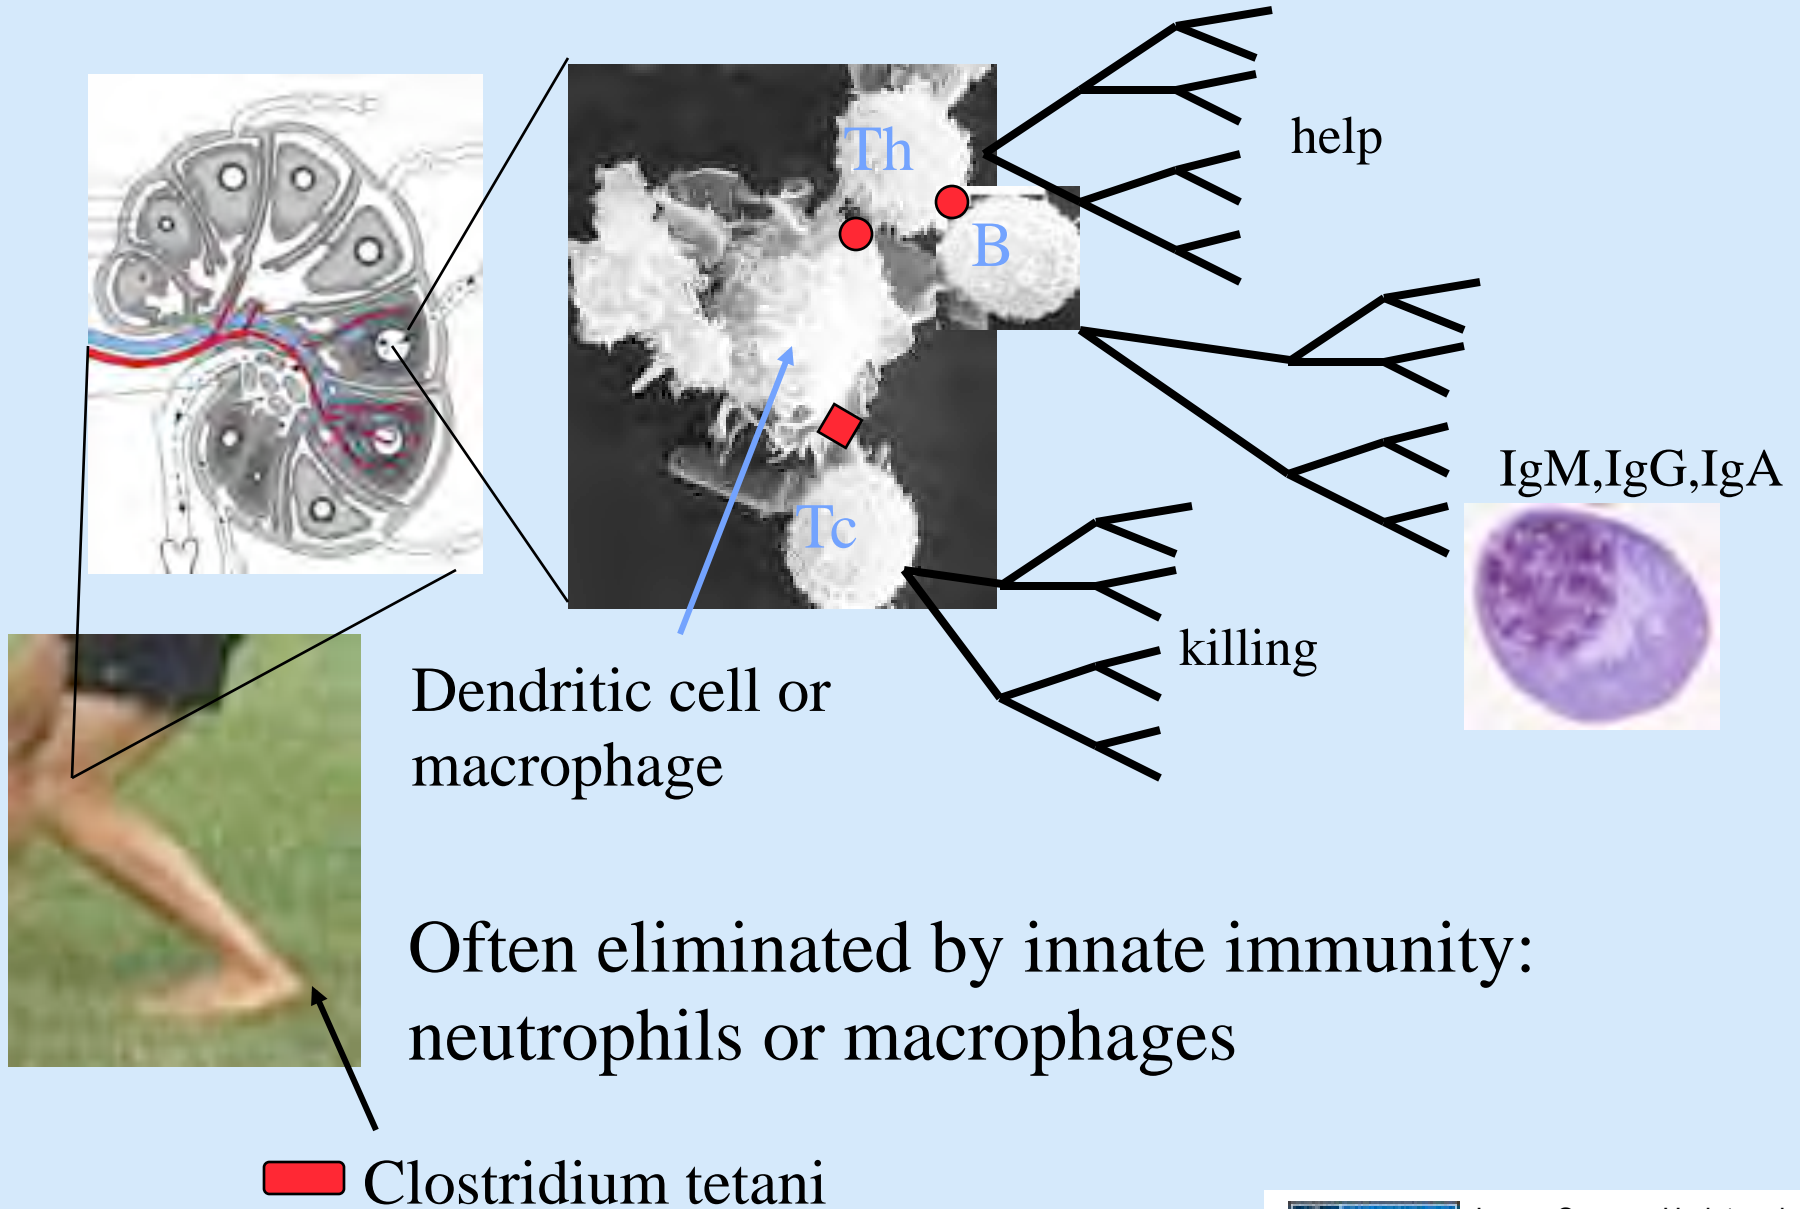 Th
help
B
IgM,IgG,IgA
Tc
killing
Dendritic cell or
macrophage
Often eliminated by innate immunity:
neutrophils or macrophages
Clostridium tetani